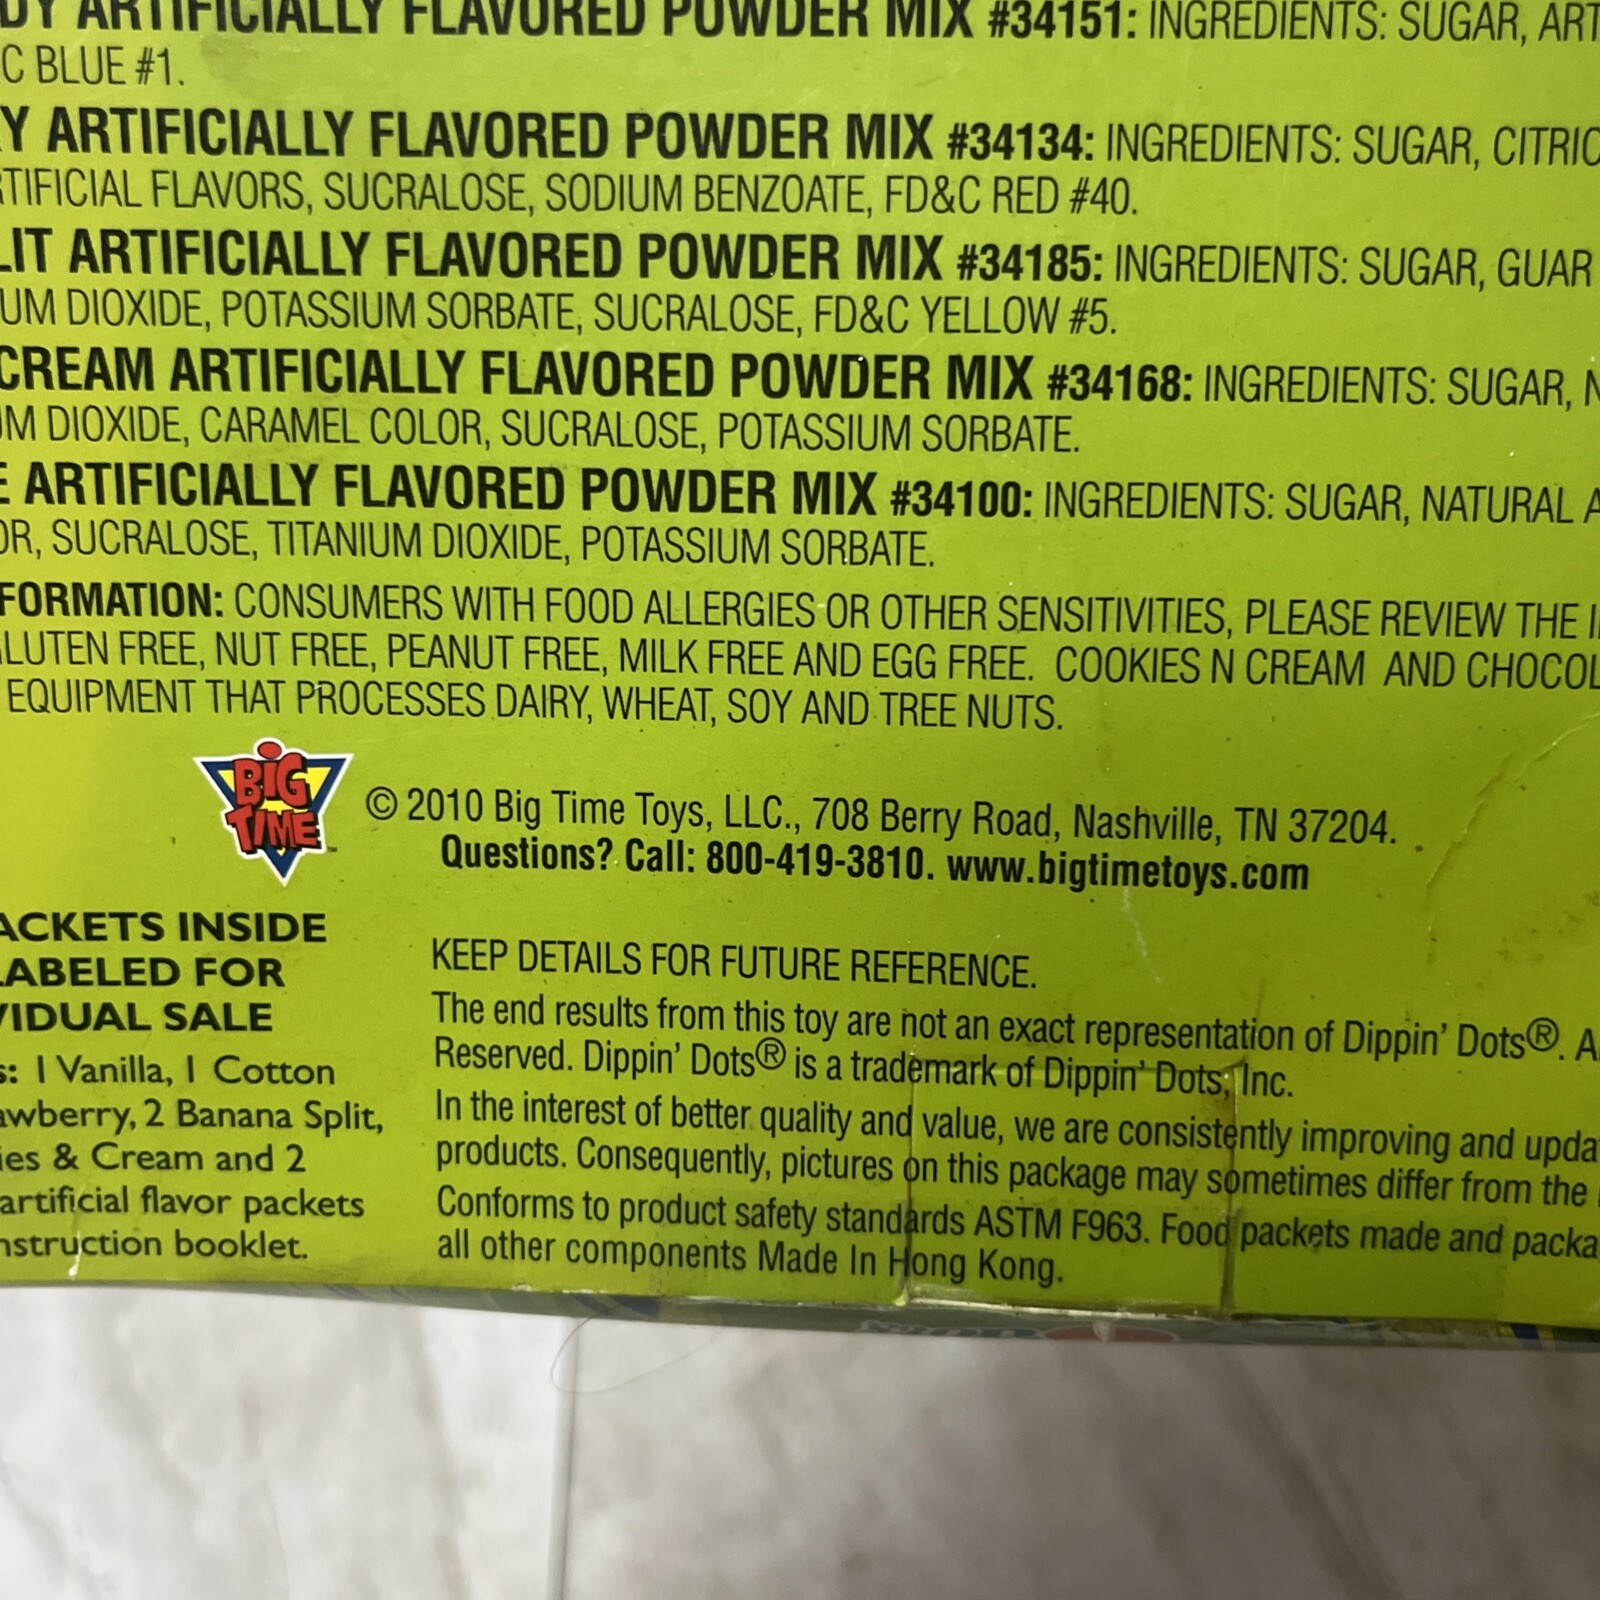 DY ARTIFICIALLY FLAVORED POWDER MIX #34151: INGREDIENTS: SUGAR, ART
C BLUE #1.
Y ARTIFICIALLY FLAVORED POWDER MIX #34134: INGREDIENTS: SUGAR, CITRIC
RTIFICIAL FLAVORS, SUCRALOSE, SODIUM BENZOATE, FD&C RED #40.
LIT ARTIFICIALLY FLAVORED POWDER MIX #34185: INGREDIENTS: SUGAR, GUAR
UM DIOXIDE, POTASSIUM SORBATE, SUCRALOSE, FD&C YELLOW #5.
CREAM ARTIFICIALLY FLAVORED POWDER MIX #34168: INGREDIENTS: SUGAR, N
UM DIOXIDE, CARAMEL COLOR, SUCRALOSE, POTASSIUM SORBATE.
E ARTIFICIALLY FLAVORED POWDER MIX #34100: INGREDIENTS: SUGAR, NATURAL A
OR, SUCRALOSE, TITANIUM DIOXIDE, POTASSIUM SORBATE.
FORMATION: CONSUMERS WITH FOOD ALLERGIES OR OTHER SENSITIVITIES, PLEASE REVIEW THE I
GLUTEN FREE, NUT FREE, PEANUT FREE, MILK FREE AND EGG FREE. COOKIES N CREAM AND CHOCOL
EQUIPMENT THAT PROCESSES DAIRY, WHEAT, SOY AND TREE NUTS.
BIG
TIME
© 2010 Big Time Toys, LLC., 708 Berry Road, Nashville, TN 37204.
Questions? Call: 800-419-3810. www.bigtimetoys.com
ACKETS INSIDE
LABELED FOR
VIDUAL SALE
s: 1 Vanilla, 1 Cotton
awberry, 2 Banana Split,
ies & Cream and 2
artificial flavor packets
nstruction booklet.
KEEP DETAILS FOR FUTURE REFERENCE.
The end results from this toy are not an exact representation of Dippin' Dots®. A
Reserved. Dippin' Dots® is a trademark of Dippin' Dots, Inc.
In the interest of better quality and value, we are consistently improving and upda
products. Consequently, pictures on this package may sometimes differ from the
Conforms to product safety standards ASTM F963. Food packets made and packa
all other components Made In Hong Kong.